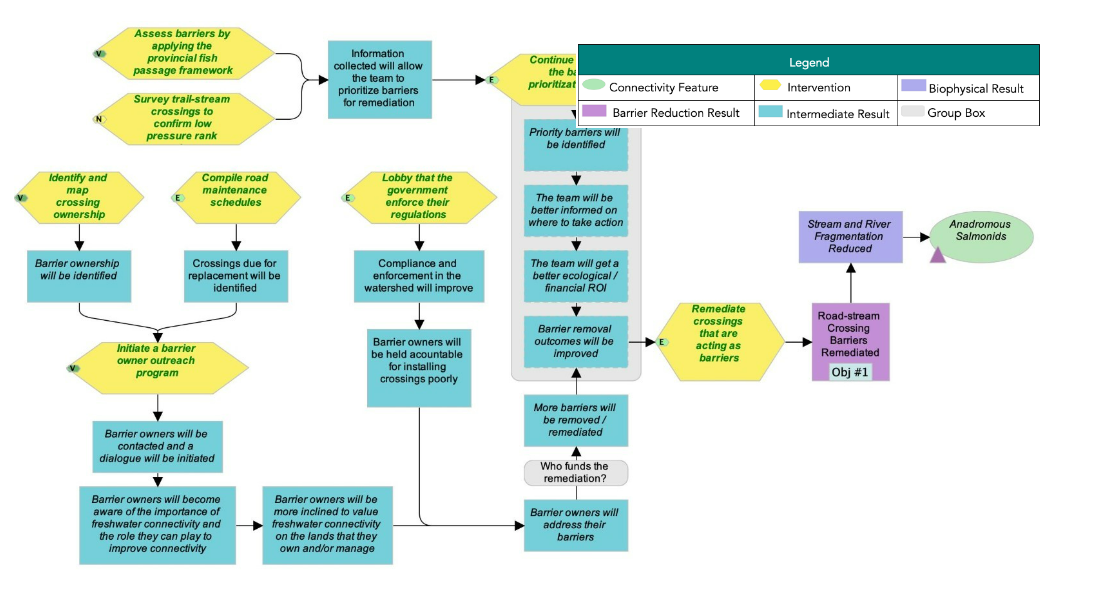 Assess barriers by
applying the
provincial fish
passage framework
V
Survey trail-stream
crossings to
confirm low
pressure rank
N
Information
collected will allow
the team to
prioritize barriers
for remediation
E
Continue
the ba
prioritizat
Legend
Connectivity Feature
Intervention
Biophysical Result
Barrier Reduction Result
Intermediate Result
Group Box
Priority barriers will
be identified
The team will be
better informed on
where to take action
The team will get a
better ecological /
financial ROI
Barrier removal
outcomes will be
improved
Identify and
map
crossing
ownership
V
Compile road
maintenance
schedules
E
Lobby that the
government
enforce their
regulations
E
Barrier ownership
will be identified
Crossings due for
replacement will be
identified
Compliance and
enforcement in the
watershed will improve
Barrier owners will
be held acountable
for installing
crossings poorly
Initiate a barrier
owner outreach
program
V
Barrier owners will be
contacted and a
dialogue will be initiated
Barrier owners will become
aware of the importance of
freshwater connectivity and
the role they can play to
improve connectivity
Barrier owners will be
more inclined to value
freshwater connectivity
on the lands that they
own and/or manage
Barrier owners will
address their
barriers
Who funds the
remediation?
More barriers will
be removed /
remediated
Remediate
crossings
that are
acting as
barriers
E
Road-stream
Crossing
Barriers
Remediated
Obj #1
Stream and River
Fragmentation
Reduced
Anadromous
Salmonids